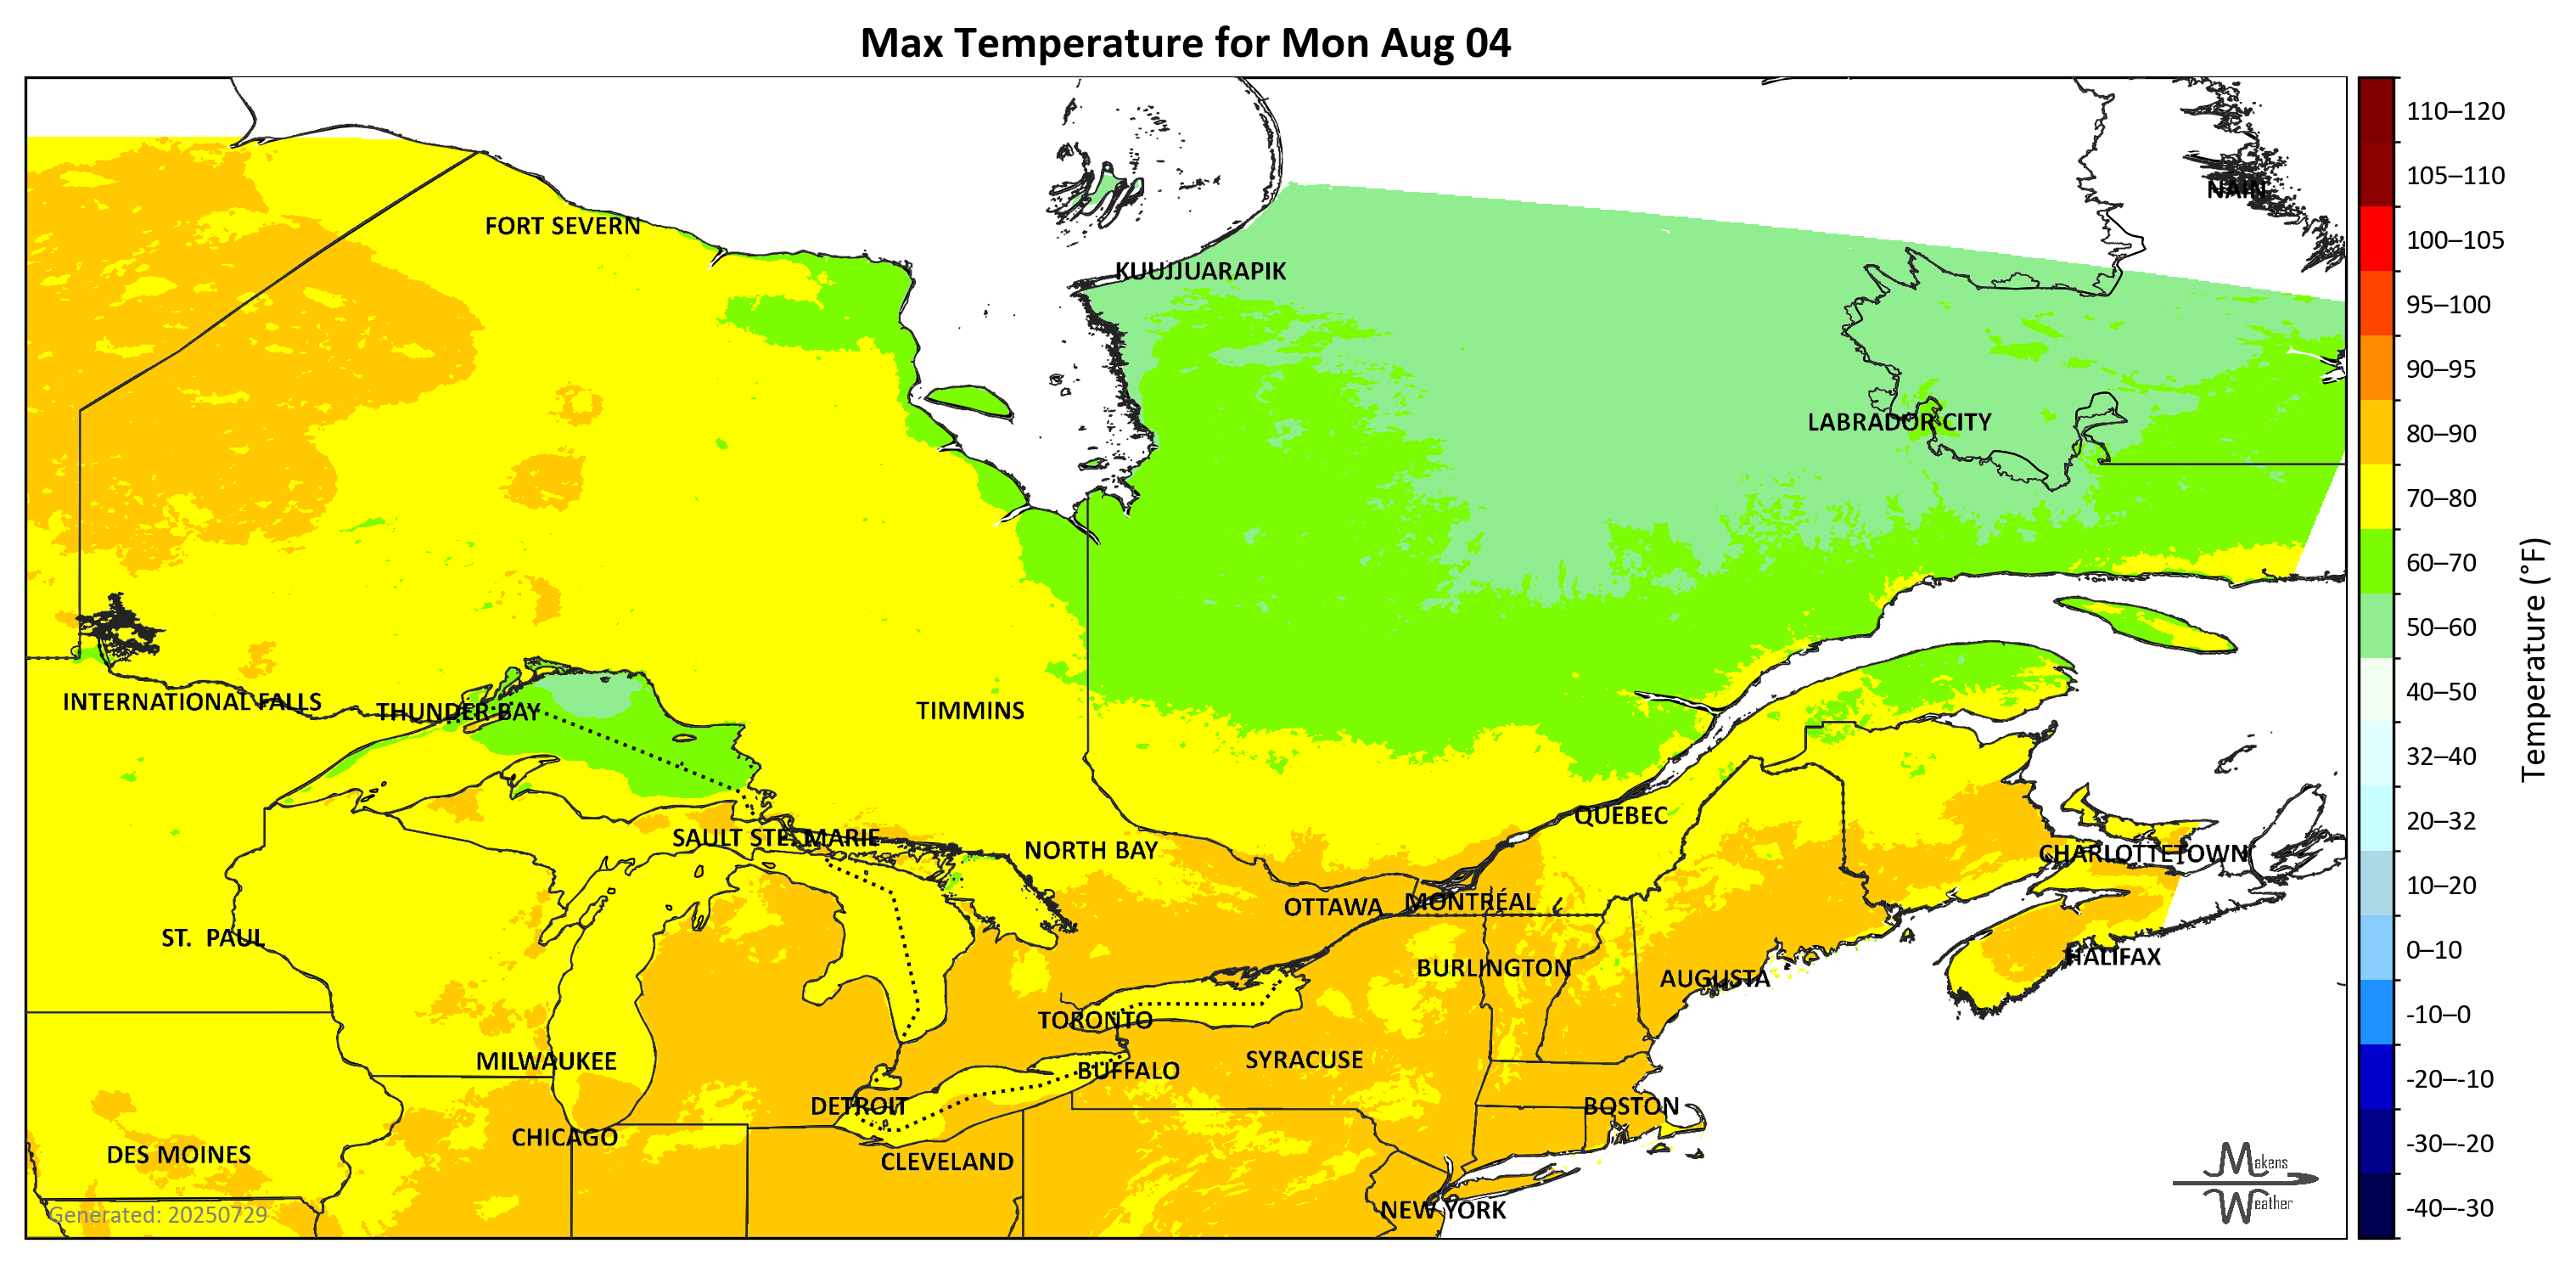 Max Temperature for Mon Aug 04
110–120
105–110
NAIN
FORT SEVERN
100–105
KUUJJUARAPIK
95–100
90–95
LABRADOR CITY
80–90
70–80
60–70
50–60
Temperature (°F)
40–50
INTERNATIONAL FALLS
THUNDER BAY
TIMMINS
32–40
QUEBEC
20–32
SAULT STE. MARIE
NORTH BAY
CHARLOTTETOWN
10–20
OTTAWA
MONTRÉAL
ST. PAUL
0–10
HALIFAX
BURLINGTON
AUGUSTA
-10–0
TORONTO
MILWAUKEE
SYRACUSE
BUFFALO
-20–-10
DETROIT
BOSTON
CHICAGO
-30–-20
DES MOINES
CLEVELAND
Makens
Weather
-40–-30
NEW YORK
Generated: 20250729